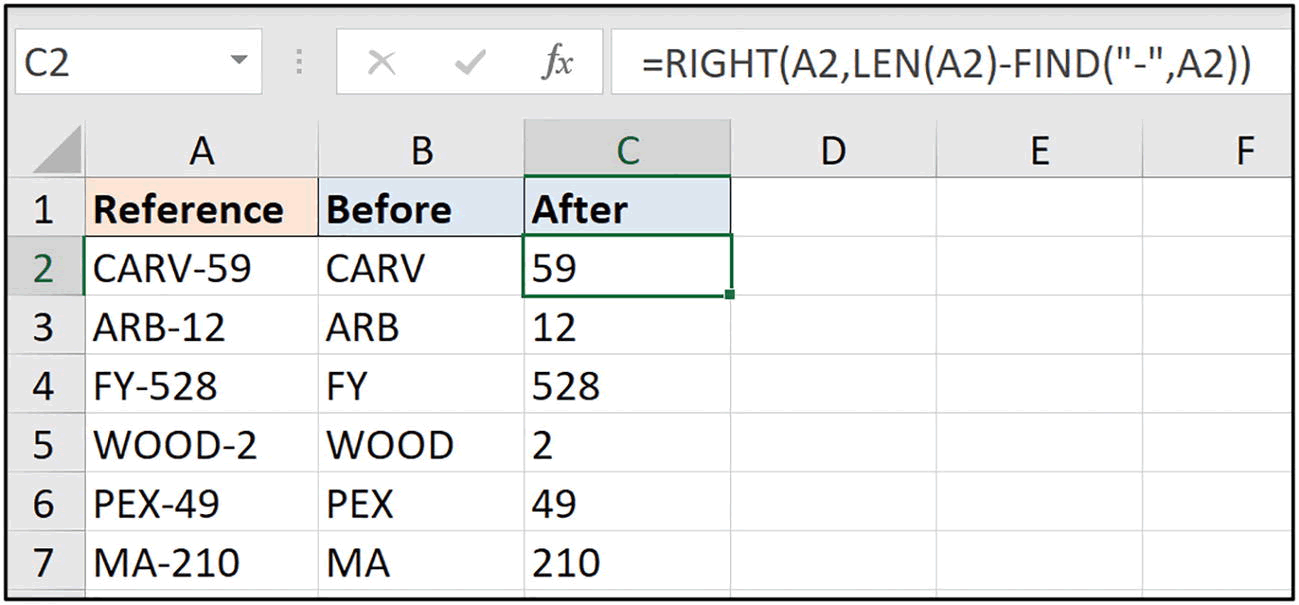 C2 fx =RIGHT(A2,LEN(A2)-FIND("-",A2))
A B C D E F
1 Reference Before After
2 CARV-59 CARV 59
3 ARB-12 ARB 12
4 FY-528 FY 528
5 WOOD-2 WOOD 2
6 PEX-49 PEX 49
7 MA-210 MA 210